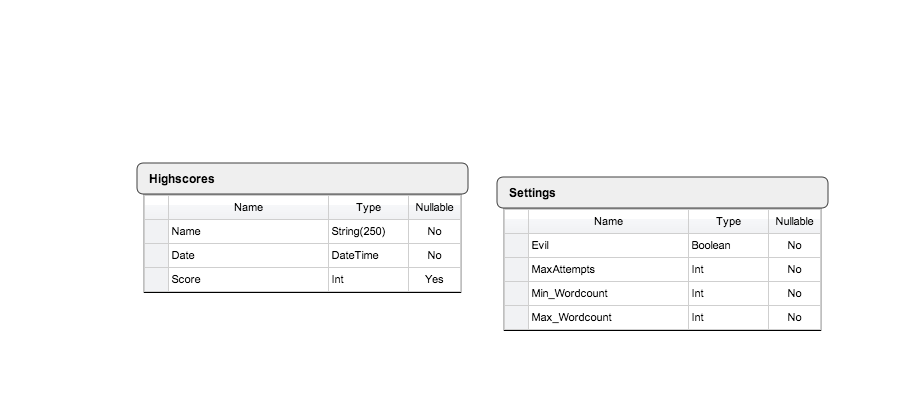 Highscores
Name Type Nullable
Name String(250) No
Date DateTime No
Score Int Yes
Settings
Name Type Nullable
Evil Boolean No
MaxAttempts Int No
Min_Wordcount Int No
Max_Wordcount Int No